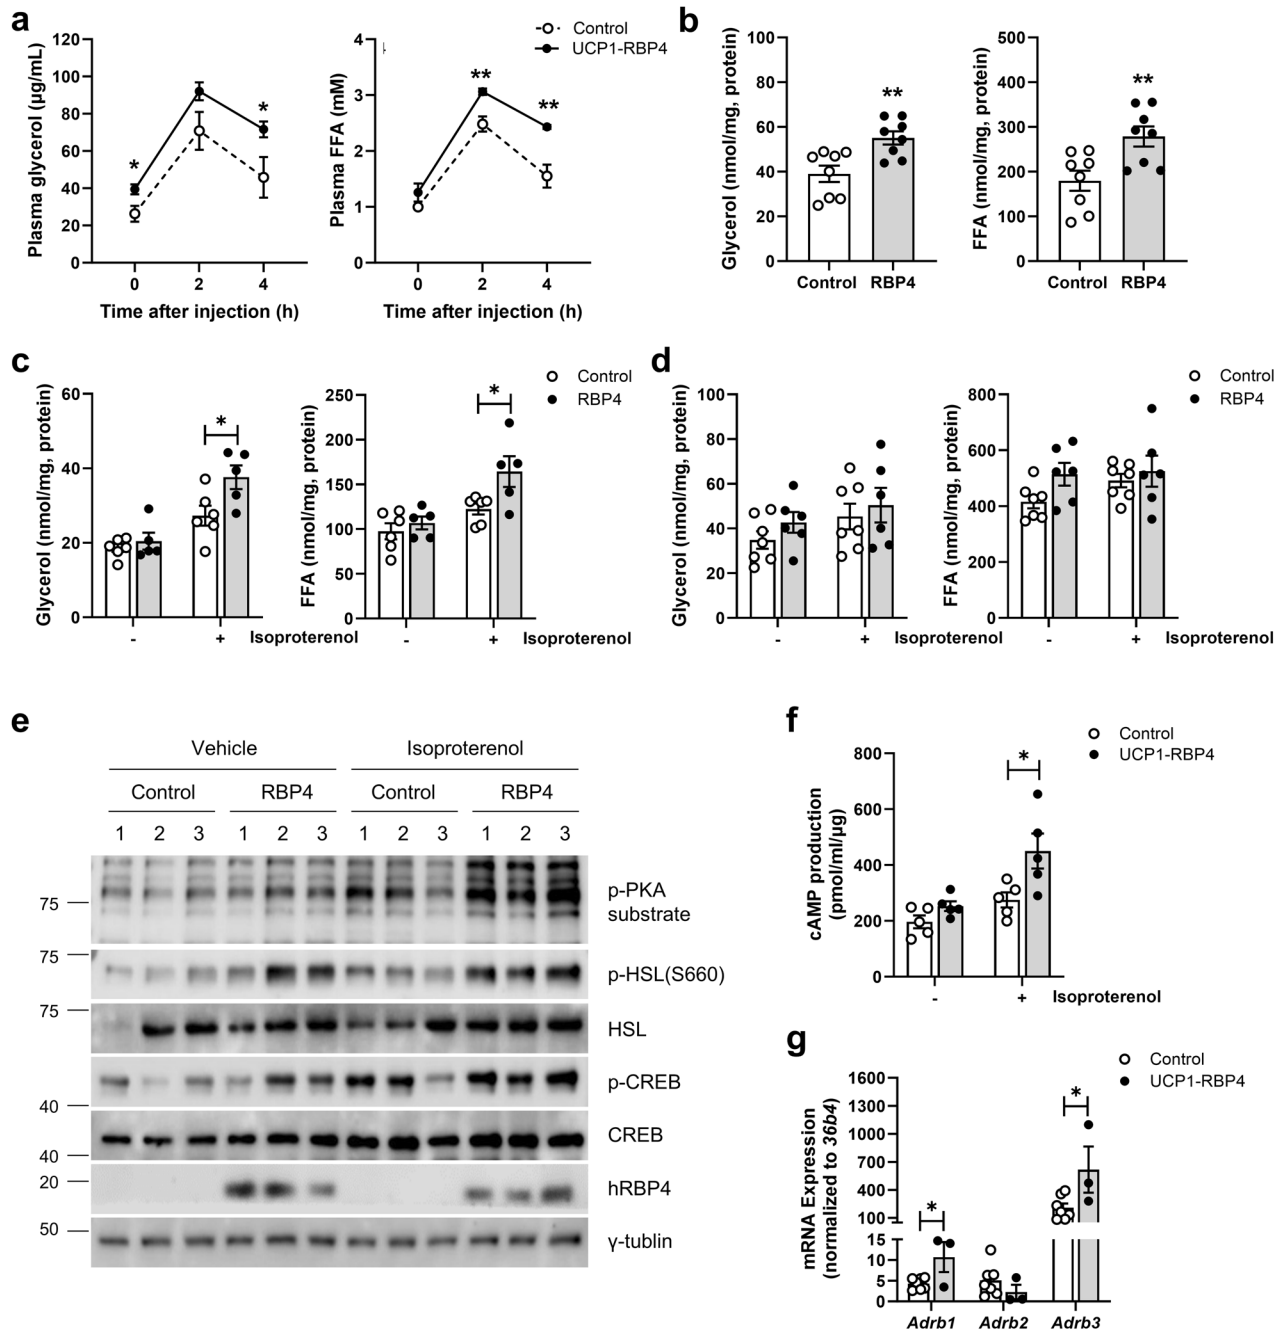 a
Control
UCP1-RBP4
Plasma glycerol (μg/mL)
120
100
80
60
40
20
0
0 2 4
Time after injection (h)
* *
Plasma FFA (mM)
4
3
2
1
0
0 2 4
Time after injection (h)
** **
b
Glycerol (nmol/mg, protein)
100
80
60
40
20
0
**
Control RBP4
FFA (nmol/mg, protein)
500
400
300
200
100
0
**
Control RBP4
c
Control
RBP4
Glycerol (nmol/mg, protein)
60
40
20
0
*
- + Isoproterenol
FFA (nmol/mg, protein)
250
200
150
100
50
0
*
- + Isoproterenol
d
Control
RBP4
Glycerol (nmol/mg, protein)
100
80
60
40
20
0
- + Isoproterenol
FFA (nmol/mg, protein)
800
600
400
200
0
- + Isoproterenol
e
Vehicle Isoproterenol
Control RBP4 Control RBP4
1 2 3 1 2 3 1 2 3 1 2 3
75
p-PKA
substrate
75
p-HSL(S660)
75
HSL
p-CREB
40
CREB
40
20
hRBP4
50
γ-tublin
f
Control
UCP1-RBP4
cAMP production
(pmol/ml/μg)
800
600
400
200
0
*
- + Isoproterenol
g
Control
UCP1-RBP4
mRNA Expression
(normalized to 36b4)
1600
1300
1000
700
400
100
15
10
5
0
* *
Adrb1 Adrb2 Adrb3